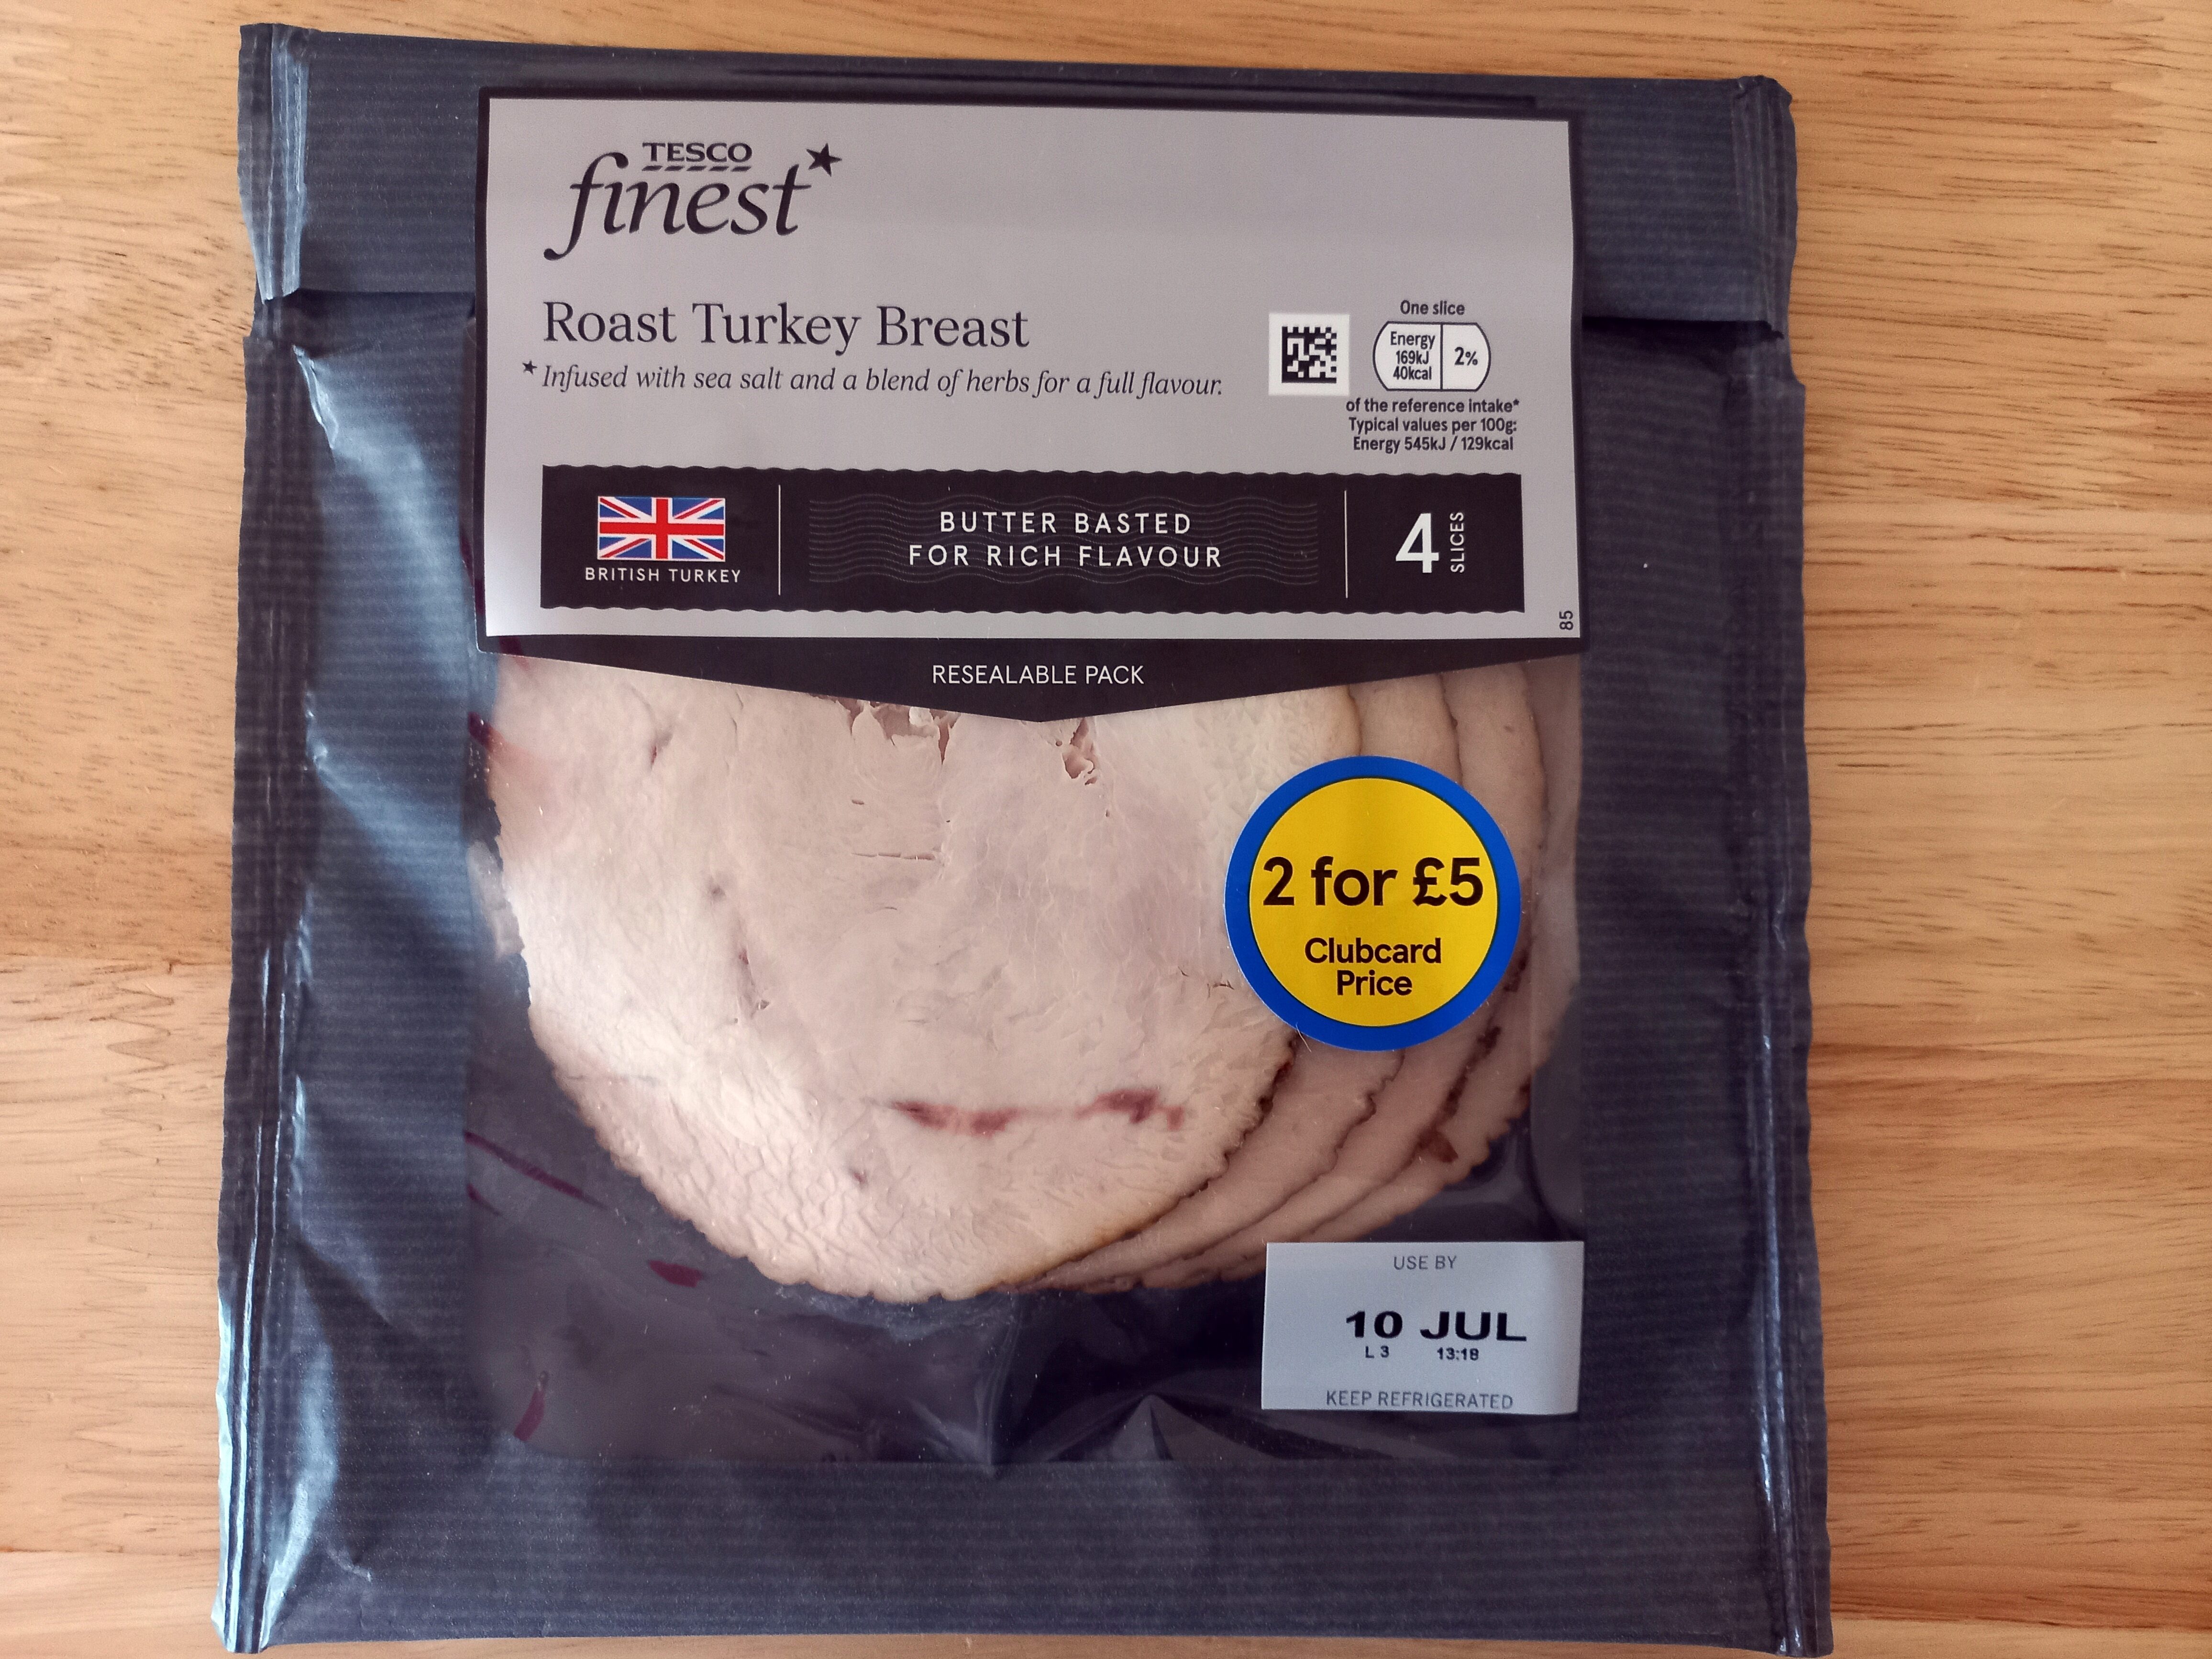 TESCO
finest*
Roast Turkey Breast
*Infused with sea salt and a blend of herbs for a full flavour.
One slice
Energy
169kJ
40kcal
2%
of the reference intake*
Typical values per 100g:
Energy 545kJ / 129kcal
BRITISH TURKEY
BUTTER BASTED
FOR RICH FLAVOUR
4 SLICES
85
RESEALABLE PACK
2 for £5
Clubcard
Price
USE BY
10 JUL
L 3 13:18
KEEP REFRIGERATED